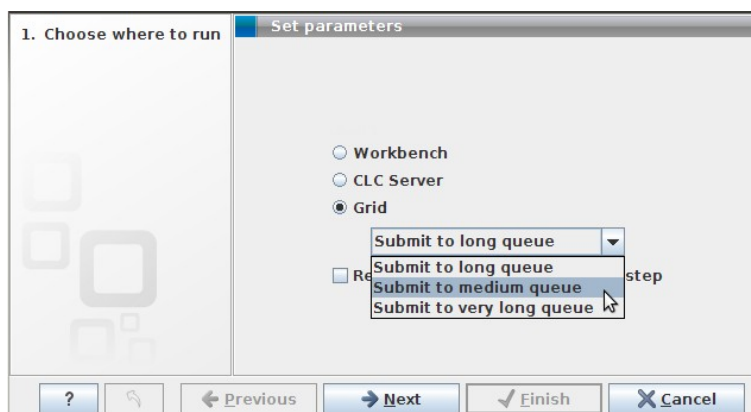 1. Choose where to run
Set parameters
Workbench
CLC Server
Grid
Submit to long queue
Submit to long queue
Submit to medium queue
Submit to very long queue
step
? Previous Next Finish Cancel